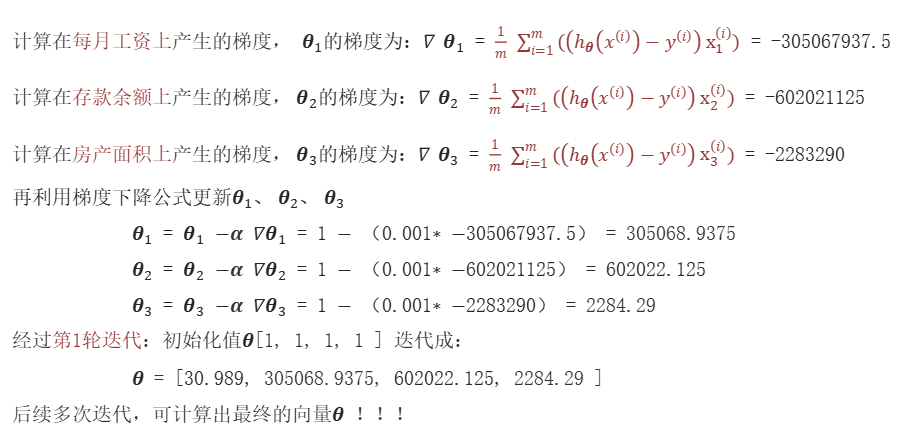 计算在每月工资上产生的梯度， θ₁的梯度为：∇ θ₁ = 1/m ∑ᵢ₌₁ᵐ ((h_θ(x⁽ⁱ⁾) − y⁽ⁱ⁾) x₁⁽ⁱ⁾) = -305067937.5
计算在存款余额上产生的梯度，θ₂的梯度为：∇ θ₂ = 1/m ∑ᵢ₌₁ᵐ ((h_θ(x⁽ⁱ⁾) − y⁽ⁱ⁾) x₂⁽ⁱ⁾) = -602021125
计算在房产面积上产生的梯度，θ₃的梯度为：∇ θ₃ = 1/m ∑ᵢ₌₁ᵐ ((h_θ(x⁽ⁱ⁾) − y⁽ⁱ⁾) x₃⁽ⁱ⁾) = -2283290
再利用梯度下降公式更新θ₁、 θ₂、 θ₃
θ₁ = θ₁ −α ∇θ₁ = 1 − （0.001* −305067937.5） = 305068.9375
θ₂ = θ₂ −α ∇θ₂ = 1 − （0.001* −602021125） = 602022.125
θ₃ = θ₃ −α ∇θ₃ = 1 − （0.001* −2283290） = 2284.29
经过第1轮迭代：初始化值θ[1, 1, 1, 1 ] 迭代成：
θ = [30.989, 305068.9375, 602022.125, 2284.29 ]
后续多次迭代，可计算出最终的向量θ ！！！